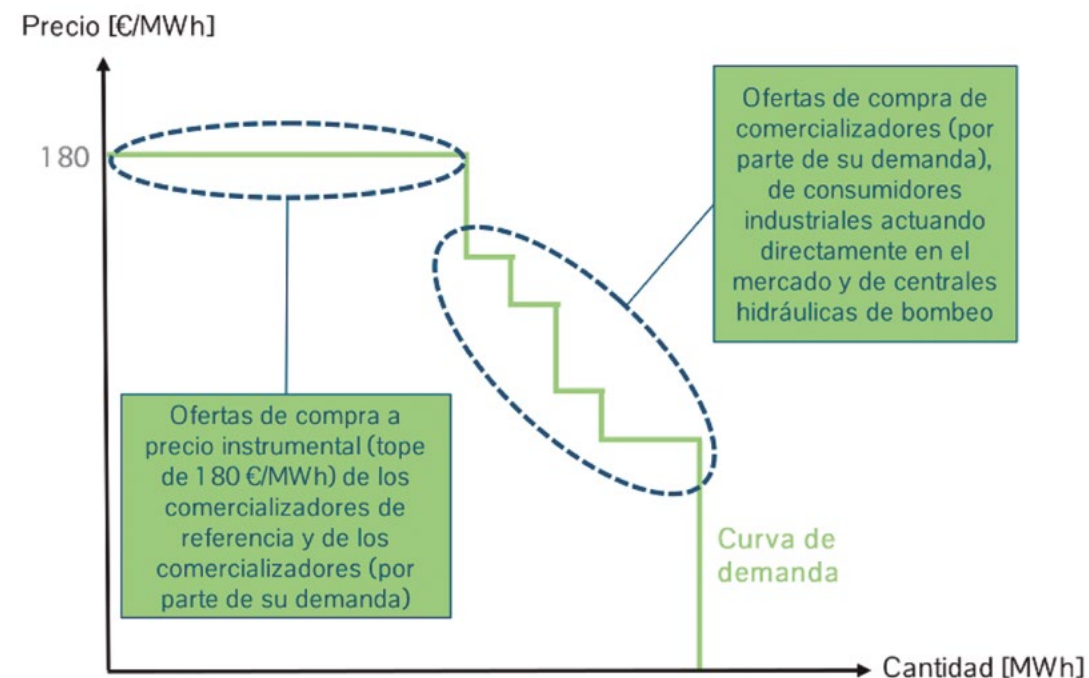 Precio [€/MWh]
180
Ofertas de compra de
comercializadores (por
parte de su demanda),
de consumidores
industriales actuando
directamente en el
mercado y de centrales
hidráulicas de bombeo
Ofertas de compra a
precio instrumental (tope
de 180 €/MWh) de los
comercializadores de
referencia y de los
comercializadores (por
parte de su demanda)
Curva de
demanda
Cantidad [MWh]